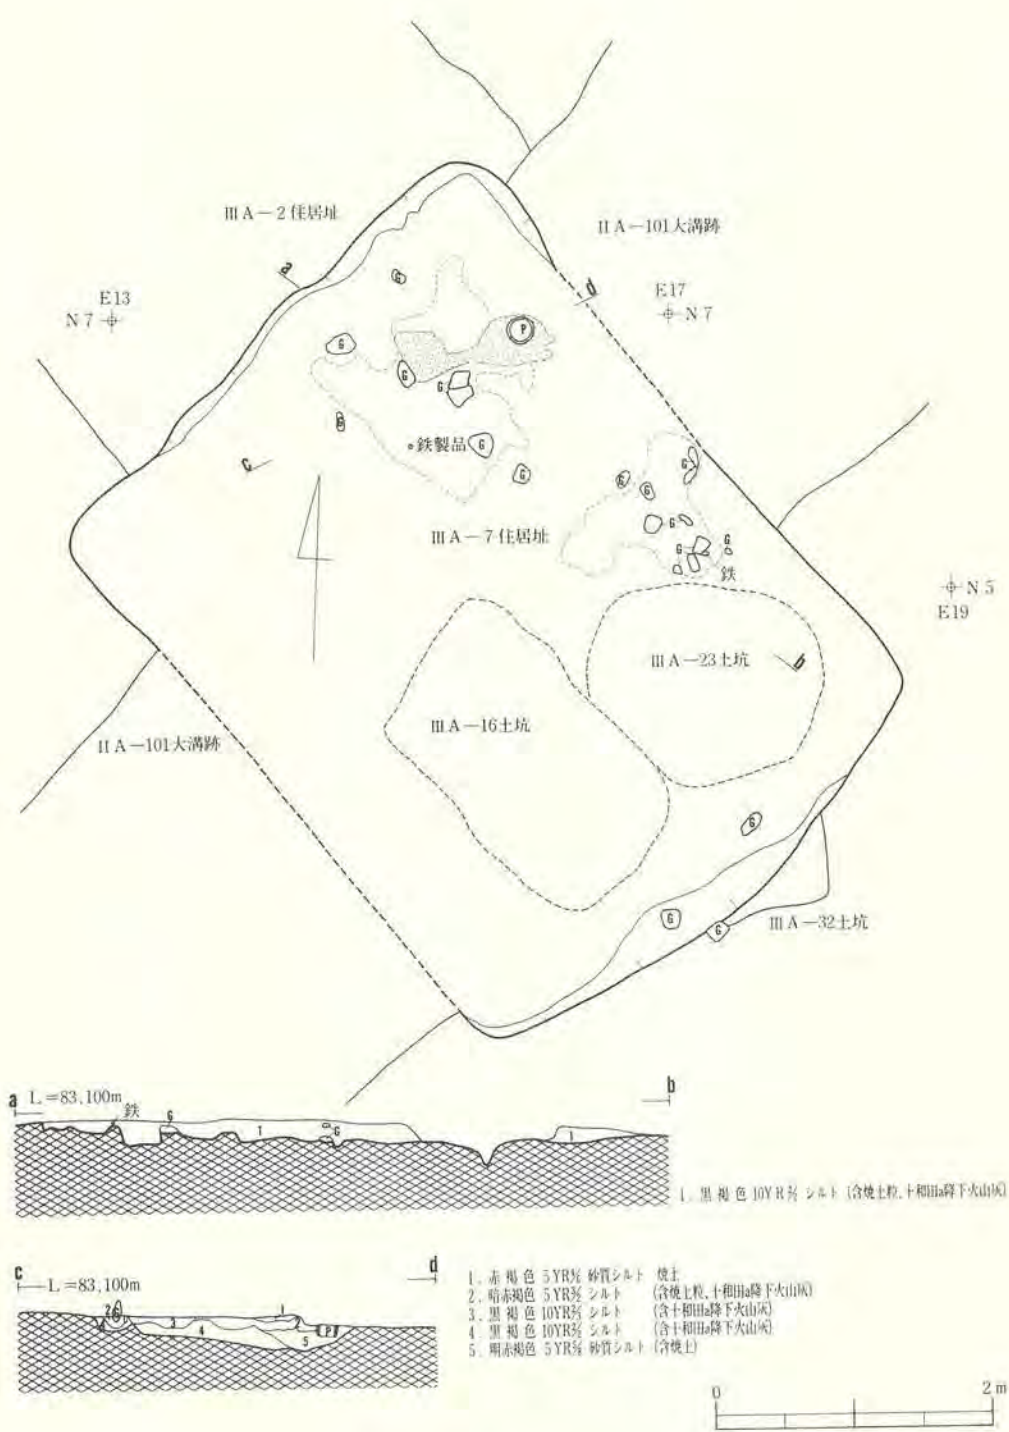 ⅢA－2住居址
ⅡA－101大溝跡
a
d
E13
N7
E17
N7
G
P
G
G
G
G
・鉄製品
G
G
c
G
G
G
ⅢA－7住居址
G
G
G
鉄
N5
E19
ⅢA－23土坑
b
ⅢA－16土坑
ⅡA－101大溝跡
G
G
G
ⅢA－32土坑
a
L=83,100m
b
鉄
G
G
1
1
1. 黒褐色 10YR シルト (含焼土粒,十和田a降下火山灰)
c
L=83,100m
d
2
G
3
4
1
2
5
P
1. 赤褐色 5YR 砂質シルト 焼土
2. 暗赤褐色 5YR シルト (含焼土粒,十和田a降下火山灰)
3. 黒褐色 10YR シルト (含十和田a降下火山灰)
4. 黒褐色 10YR シルト (含十和田a降下火山灰)
5. 明赤褐色 5YR 砂質シルト (含焼土)
0
2m